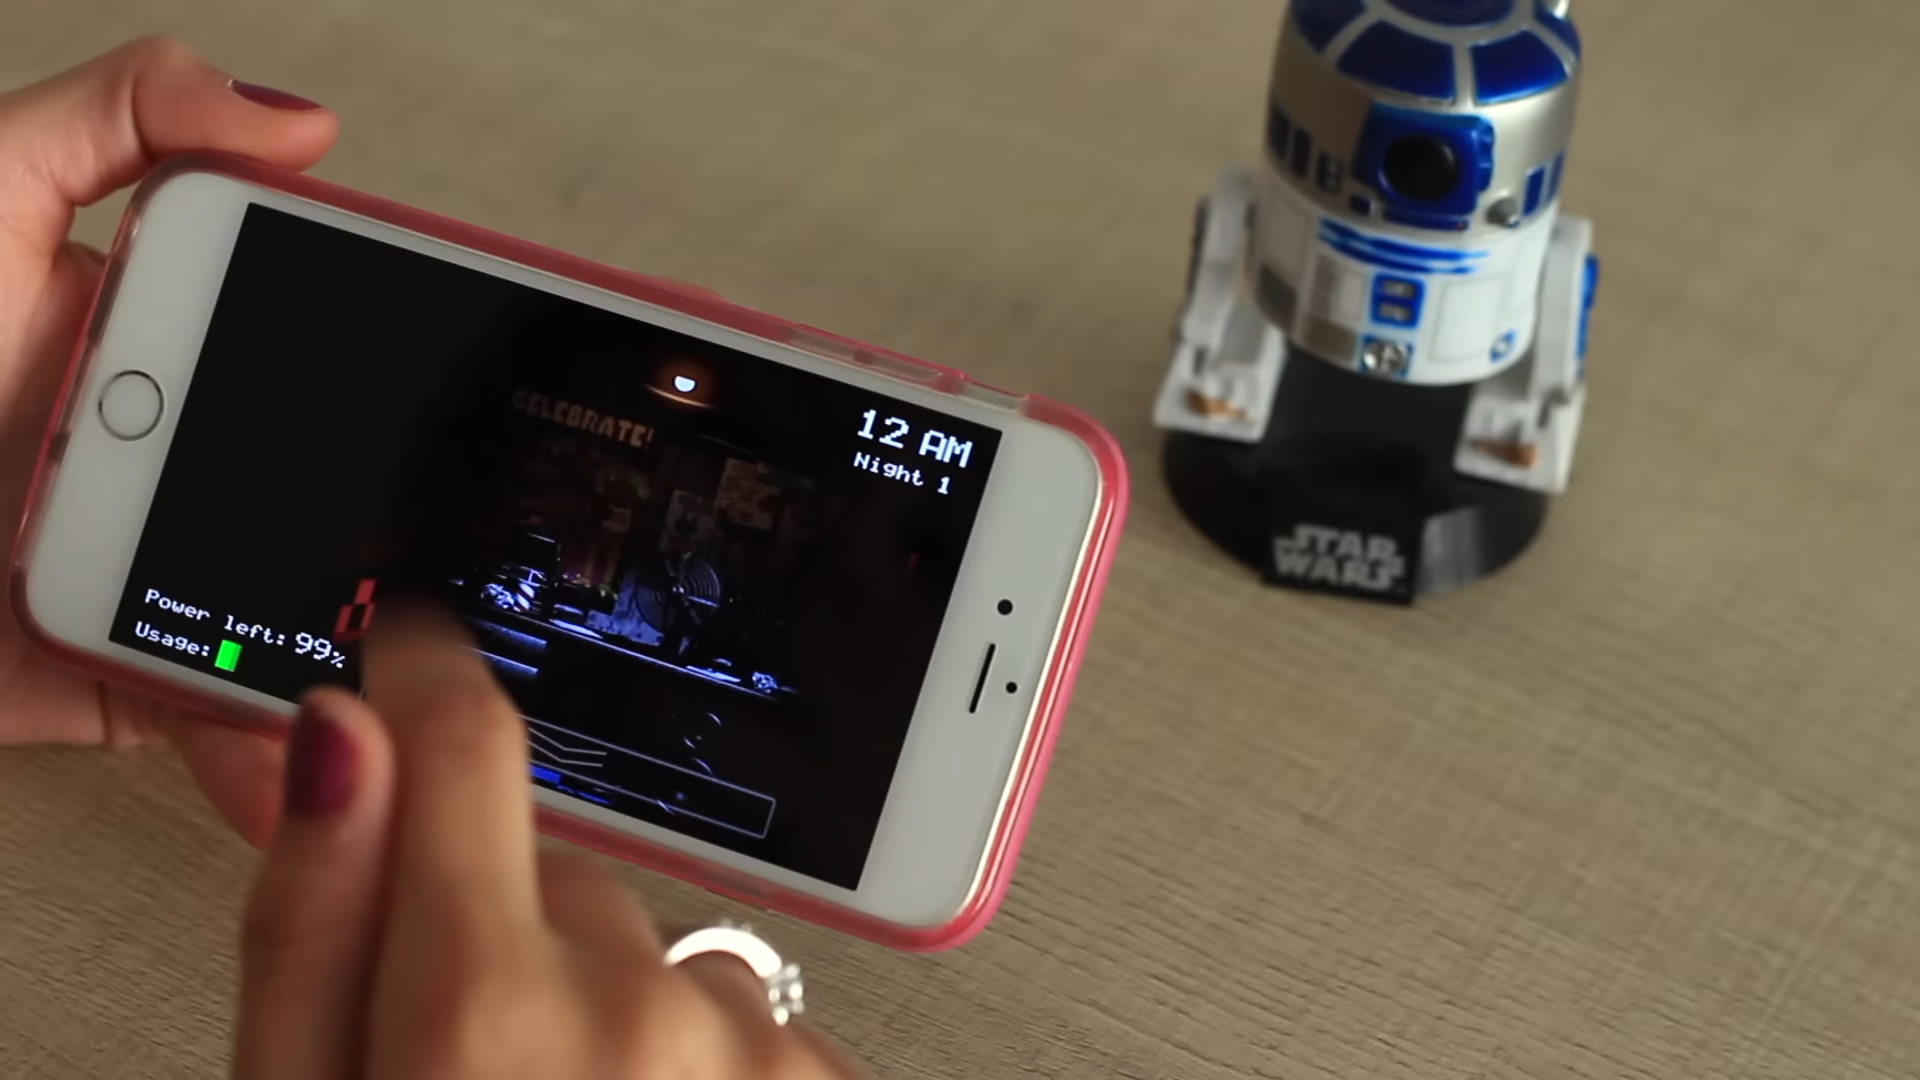 CELEBRATE!
12 AM
Night 1
Power left: 99%
Usage:
STAR
WARS